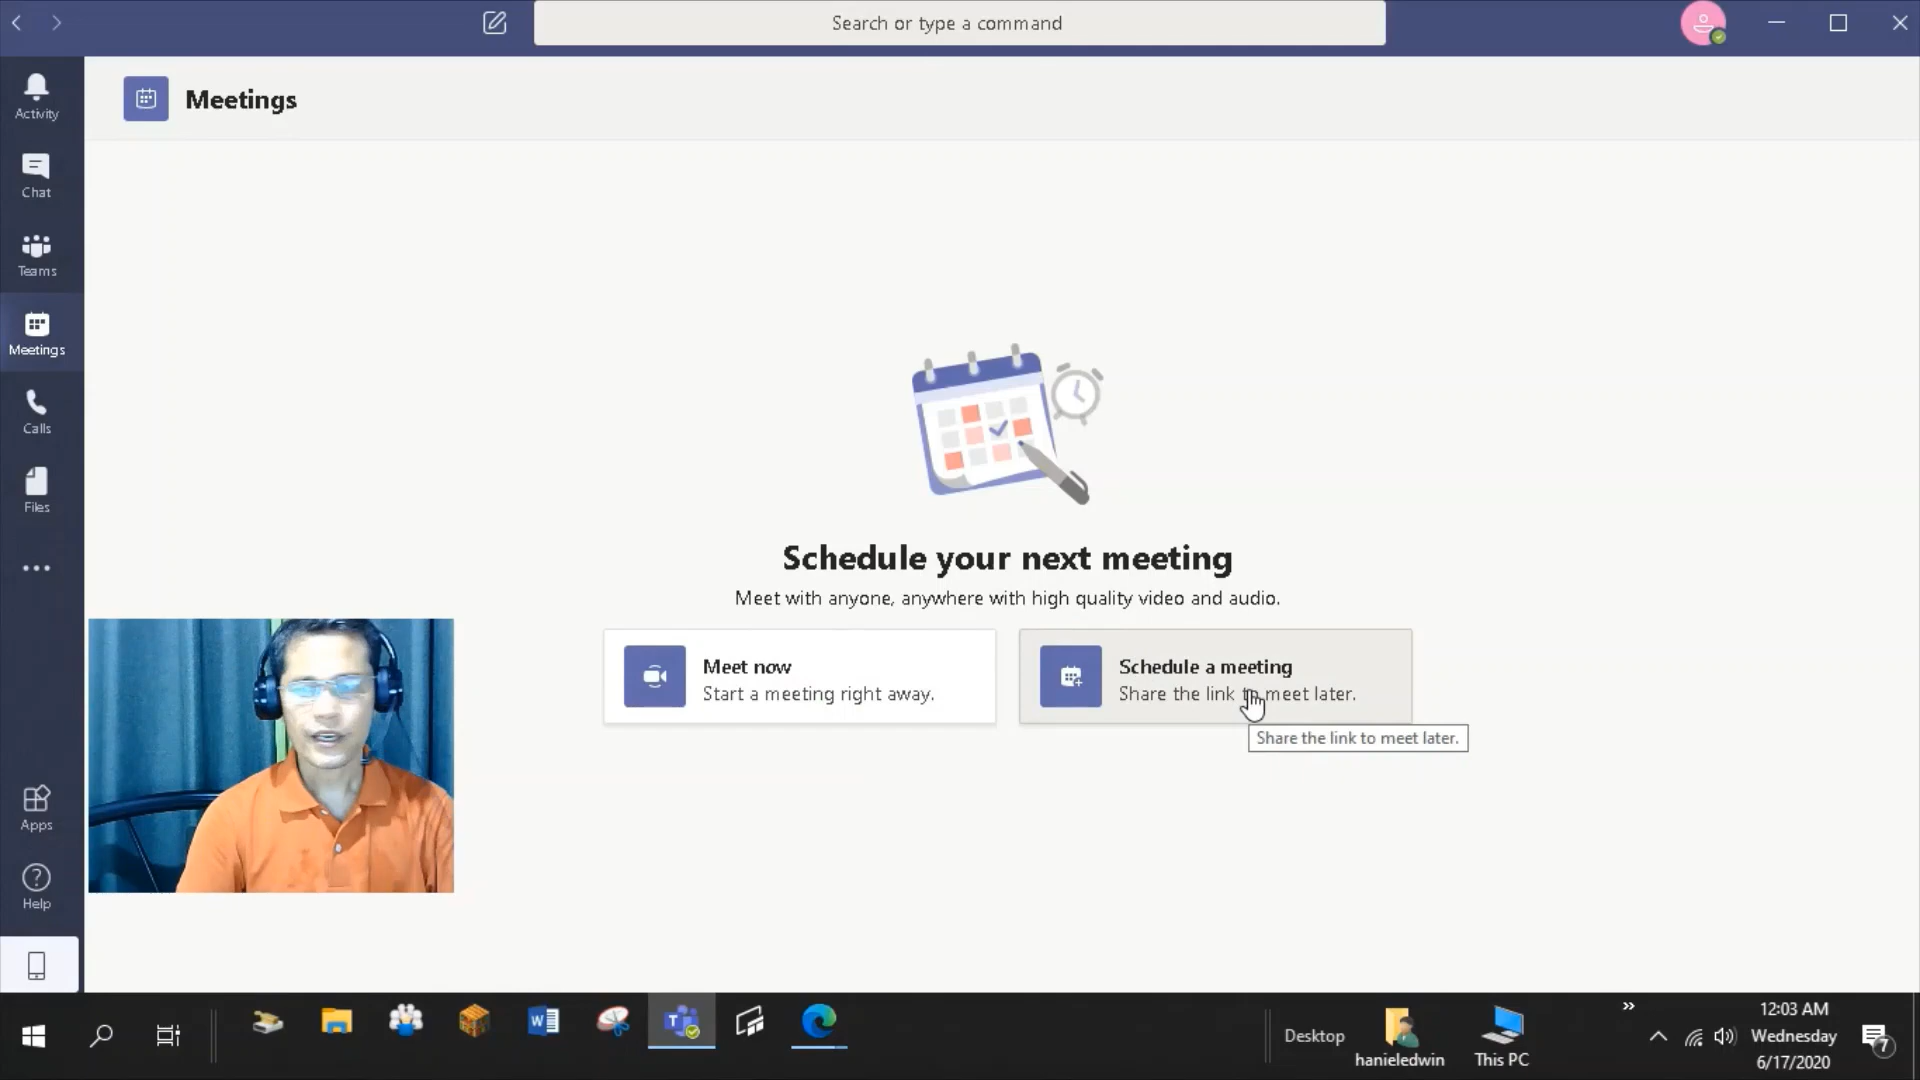 Search or type a command
Activity
Meetings
Chat
Teams
Meetings
Calls
Files
Schedule your next meeting
Meet with anyone, anywhere with high quality video and audio.
Meet now
Start a meeting right away.
Schedule a meeting
Share the link to meet later.
Share the link to meet later.
Apps
Help
W
T
Desktop
hanieledwin
This PC
12:03 AM
Wednesday
6/17/2020
7